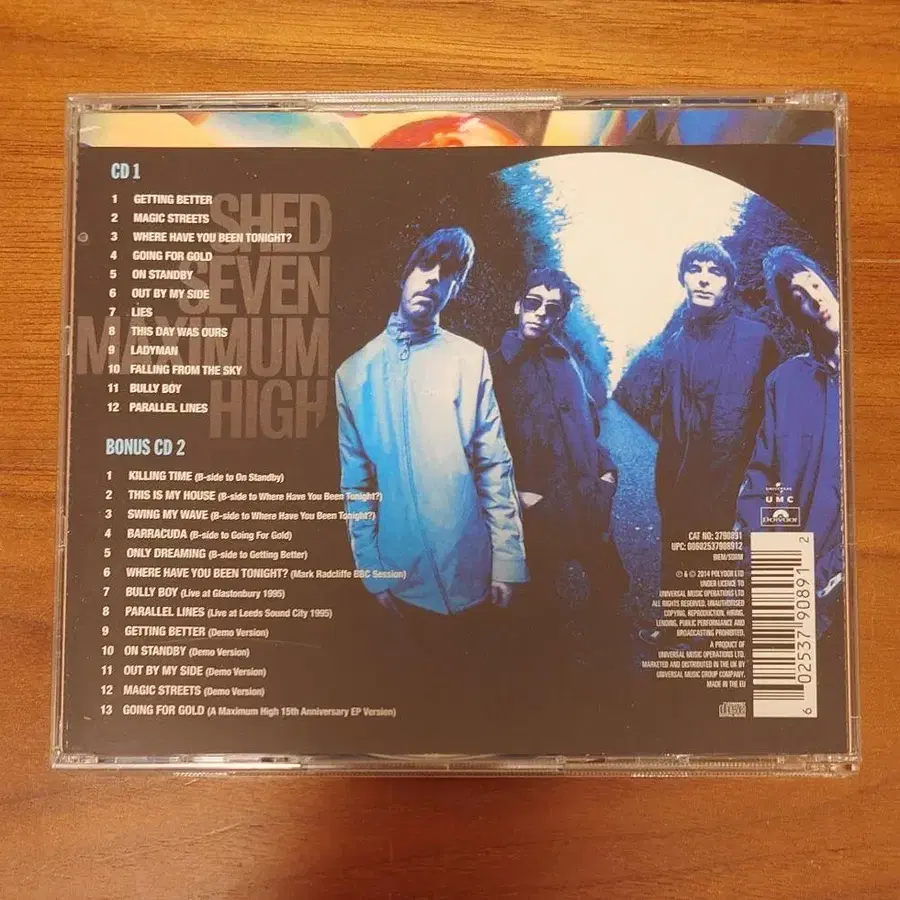 CD 1
1 GETTING BETTER
2 MAGIC STREETS
3 WHERE HAVE YOU BEEN TONIGHT?
4 GOING FOR GOLD
5 ON STANDBY
6 OUT BY MY SIDE
7 LIES
8 THIS DAY WAS OURS
9 LADYMAN
10 FALLING FROM THE SKY
11 BULLY BOY
12 PARALLEL LINES
SHED
SEVEN
MAXIMUM
HIGH
BONUS CD 2
1 KILLING TIME (B-side to On Standby)
2 THIS IS MY HOUSE (B-side to Where Have You Been Tonight?)
3 SWING MY WAVE (B-side to Where Have You Been Tonight?)
4 BARRACUDA (B-side to Going For Gold)
5 ONLY DREAMING (B-side to Getting Better)
6 WHERE HAVE YOU BEEN TONIGHT? (Mark Radcliffe BBC Session)
7 BULLY BOY (Live at Glastonbury 1995)
8 PARALLEL LINES (Live at Leeds Sound City 1995)
9 GETTING BETTER (Demo Version)
10 ON STANDBY (Demo Version)
11 OUT BY MY SIDE (Demo Version)
12 MAGIC STREETS (Demo Version)
13 GOING FOR GOLD (A Maximum High 15th Anniversary EP Version)
UMC
Polydor
CAT NO: 3790891
UPC: 00602537908912
BIEM/SDRM
℗ & © 2014 POLYDOR LTD
UNDER LICENCE TO
UNIVERSAL MUSIC OPERATIONS LTD
ALL RIGHTS RESERVED. UNAUTHORISED
COPYING, REPRODUCTION, HIRING,
LENDING, PUBLIC PERFORMANCE AND
BROADCASTING PROHIBITED.
A PRODUCT OF
UNIVERSAL MUSIC OPERATIONS LTD.
MARKETED AND DISTRIBUTED IN THE UK BY
UNIVERSAL MUSIC GROUP COMPANY.
MADE IN THE EU
6 02537 90891 2